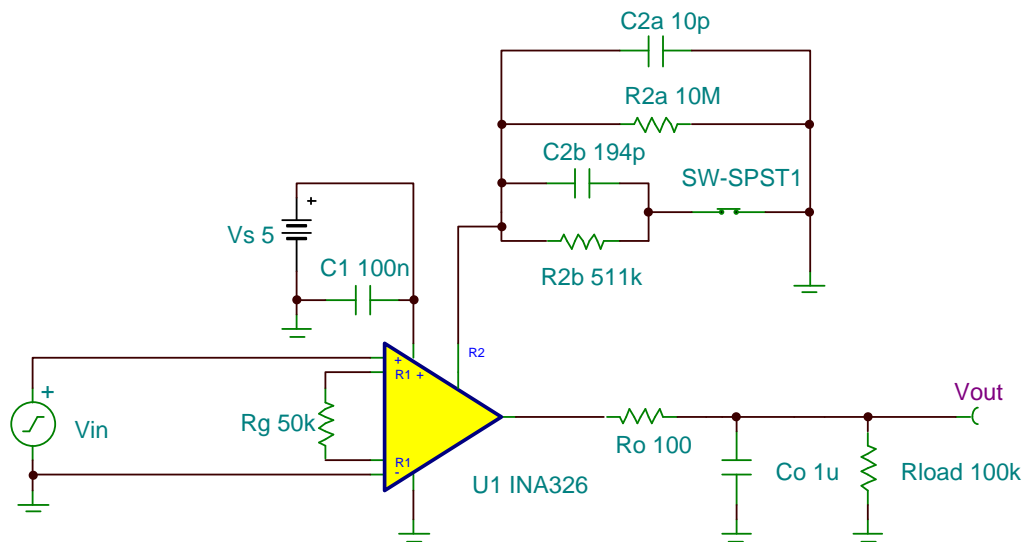 C2a 10p
R2a 10M
C2b 194p
SW-SPST1
R2b 511k
+
Vs 5
C1 100n
R2
+
R1
+
+
Vin
Rg 50k
R1
-
U1 INA326
Ro 100
Vout
Co 1u
Rload 100k